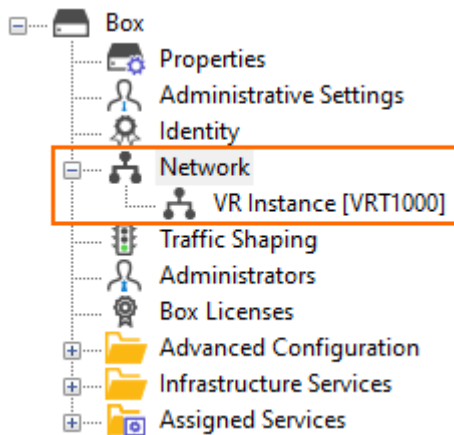 Box
Properties
Administrative Settings
Identity
Network
VR Instance [VRT1000]
Traffic Shaping
Administrators
Box Licenses
Advanced Configuration
Infrastructure Services
Assigned Services